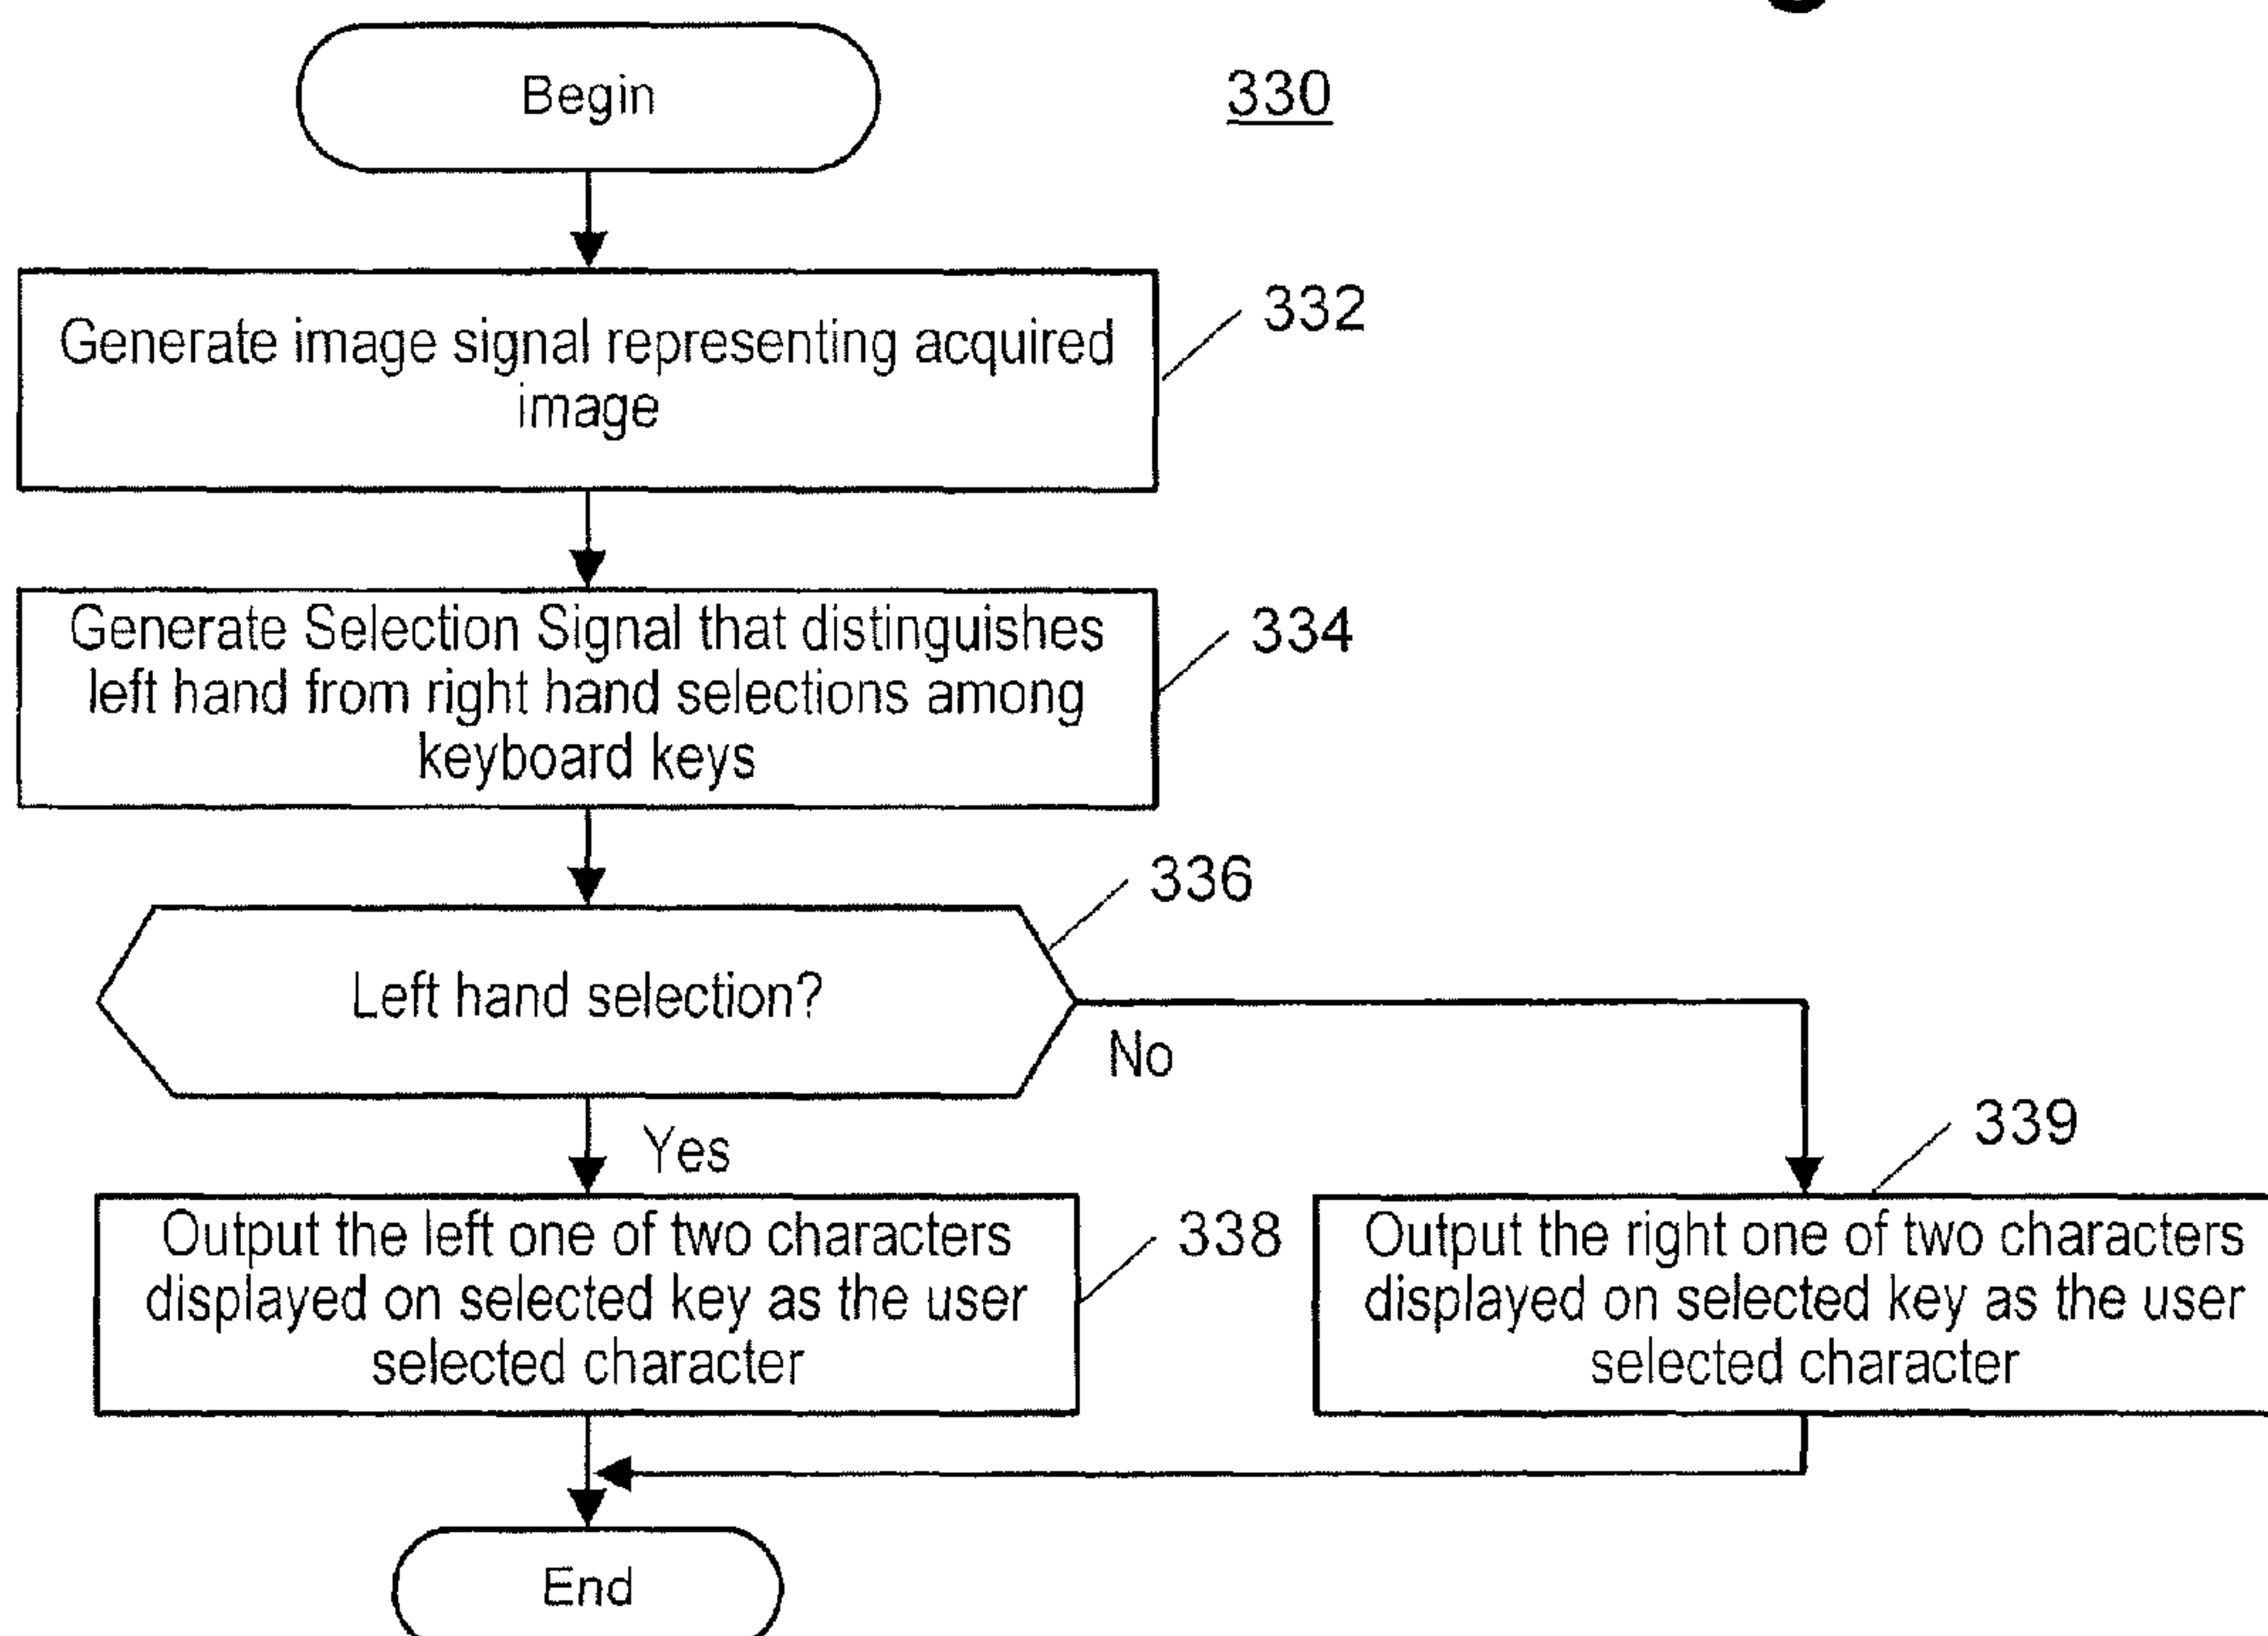 Begin
330
Generate image signal representing acquired
image
332
Generate Selection Signal that distinguishes
left hand from right hand selections among
keyboard keys
334
336
Left hand selection?
No
Yes
339
Output the left one of two characters
displayed on selected key as the user
selected character
338
Output the right one of two characters
displayed on selected key as the user
selected character
End